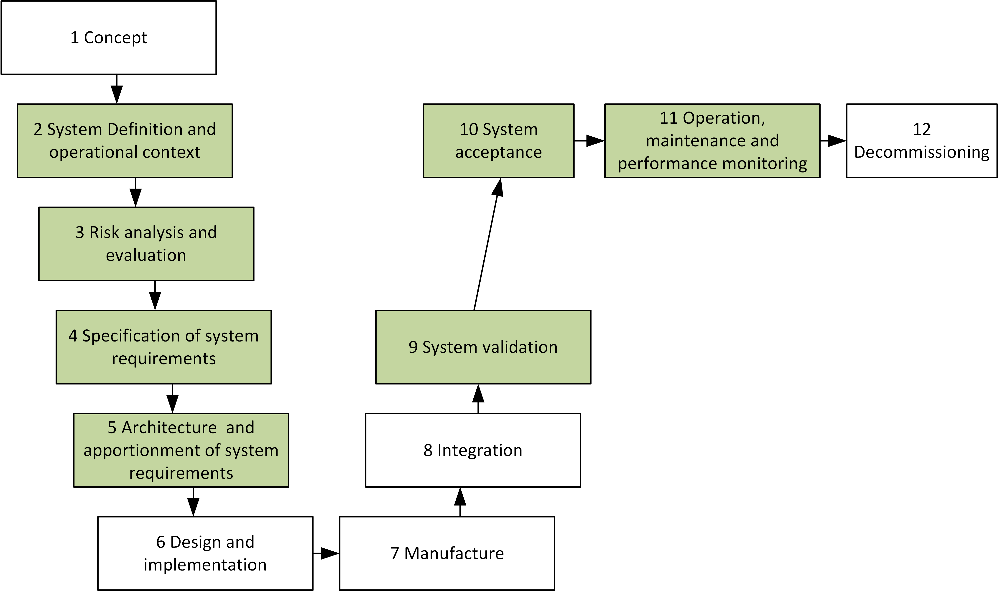 1 Concept
2 System Definition and
operational context
3 Risk analysis and
evaluation
4 Specification of system
requirements
5 Architecture  and
apportionment of system
requirements
6 Design and
implementation
7 Manufacture
8 Integration
9 System validation
10 System
acceptance
11 Operation,
maintenance and
performance monitoring
12
Decommissioning